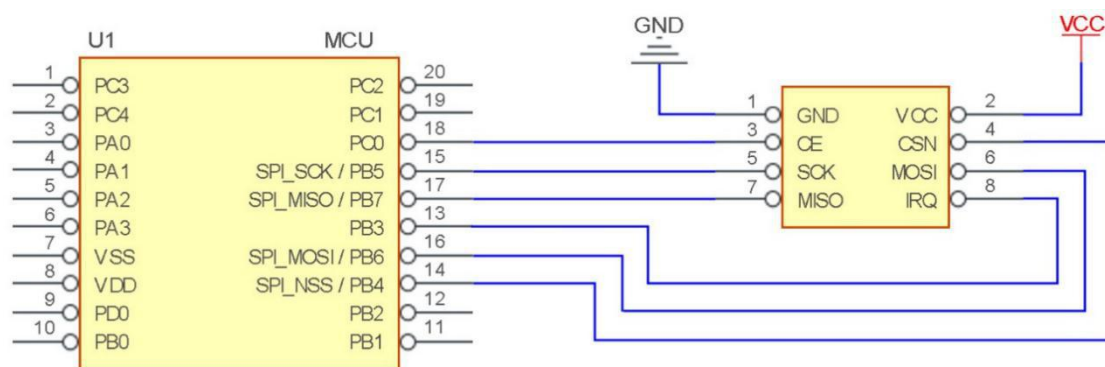 U1 MCU GND VCC
1 PC3 PC2 20
2 PC4 PC1 19
3 PA0 PC0 18
4 PA1 SPI_SCK / PB5 15
5 PA2 SPI_MISO / PB7 17
6 PA3 PB3 13
7 VSS SPI_MOSI / PB6 16
8 VDD SPI_NSS / PB4 14
9 PD0 PB2 12
10 PB0 PB1 11
1 GND VCC 2
3 CE CSN 4
5 SCK MOSI 6
7 MISO IRQ 8